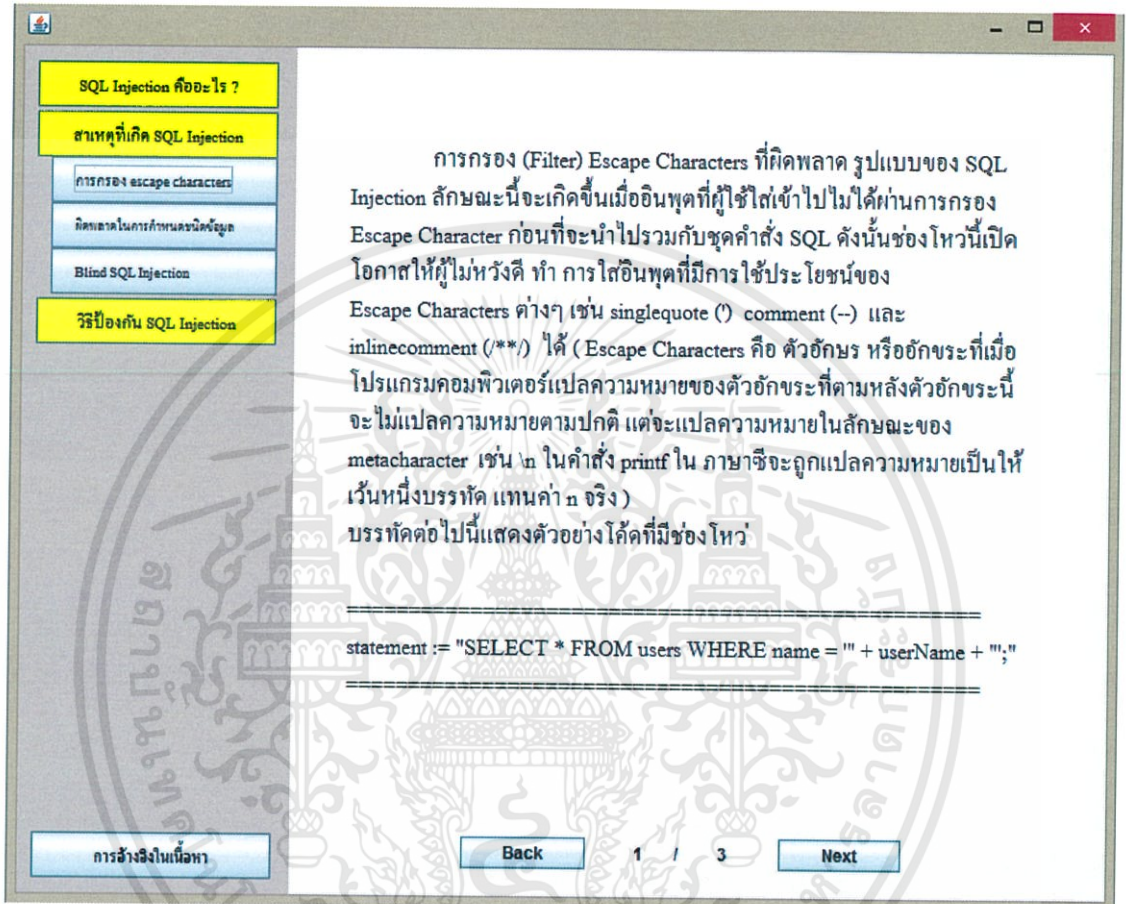 SQL Injection คืออะไร ?
สาเหตุที่เกิด SQL Injection
การกรอง escape characters
ผิดพลาดในการกำหนดชนิดข้อมูล
Blind SQL Injection
วิธีป้องกัน SQL Injection
การอ้างอิงในเนื้อหา
การกรอง (Filter) Escape Characters ที่ผิดพลาด รูปแบบของ SQL
Injection ลักษณะนี้จะเกิดขึ้นเมื่ออินพุตที่ผู้ใช้ใส่เข้าไปไม่ได้ผ่านการกรอง
Escape Character ก่อนที่จะนำไปรวมกับชุดคำสั่ง SQL ดังนั้นช่องโหวนี้เปิด
โอกาสให้ผู้ไม่หวังดี ทำ การใส่อินพุตที่มีการใช้ประโยชน์ของ
Escape Characters ต่างๆ เช่น singlequote (') comment (--) และ
inlinecomment (/**/) ได้ ( Escape Characters คือ ตัวอักษร หรืออักขระที่เมื่อ
โปรแกรมคอมพิวเตอร์แปลความหมายของตัวอักขระที่ตามหลังตัวอักขระนี้
จะไม่แปลความหมายตามปกติ แต่จะแปลความหมายในลักษณะของ
metacharacter เช่น \n ในคำสั่ง printf ใน ภาษาซีจะถูกแปลความหมายเป็นให้
เว้นหนึ่งบรรทัด แทนค่า n จริง )
บรรทัดต่อไปนี้แสดงตัวอย่างโค้ดที่มีช่องโหว่
statement := "SELECT * FROM users WHERE name = '" + userName + "';"
Back 1 / 3 Next